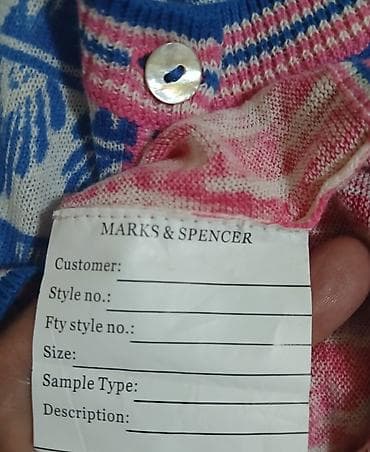 MARKS & SPENCER
Customer:
Style no.:
Fty style no.:
Size:
Sample Type:
Description: